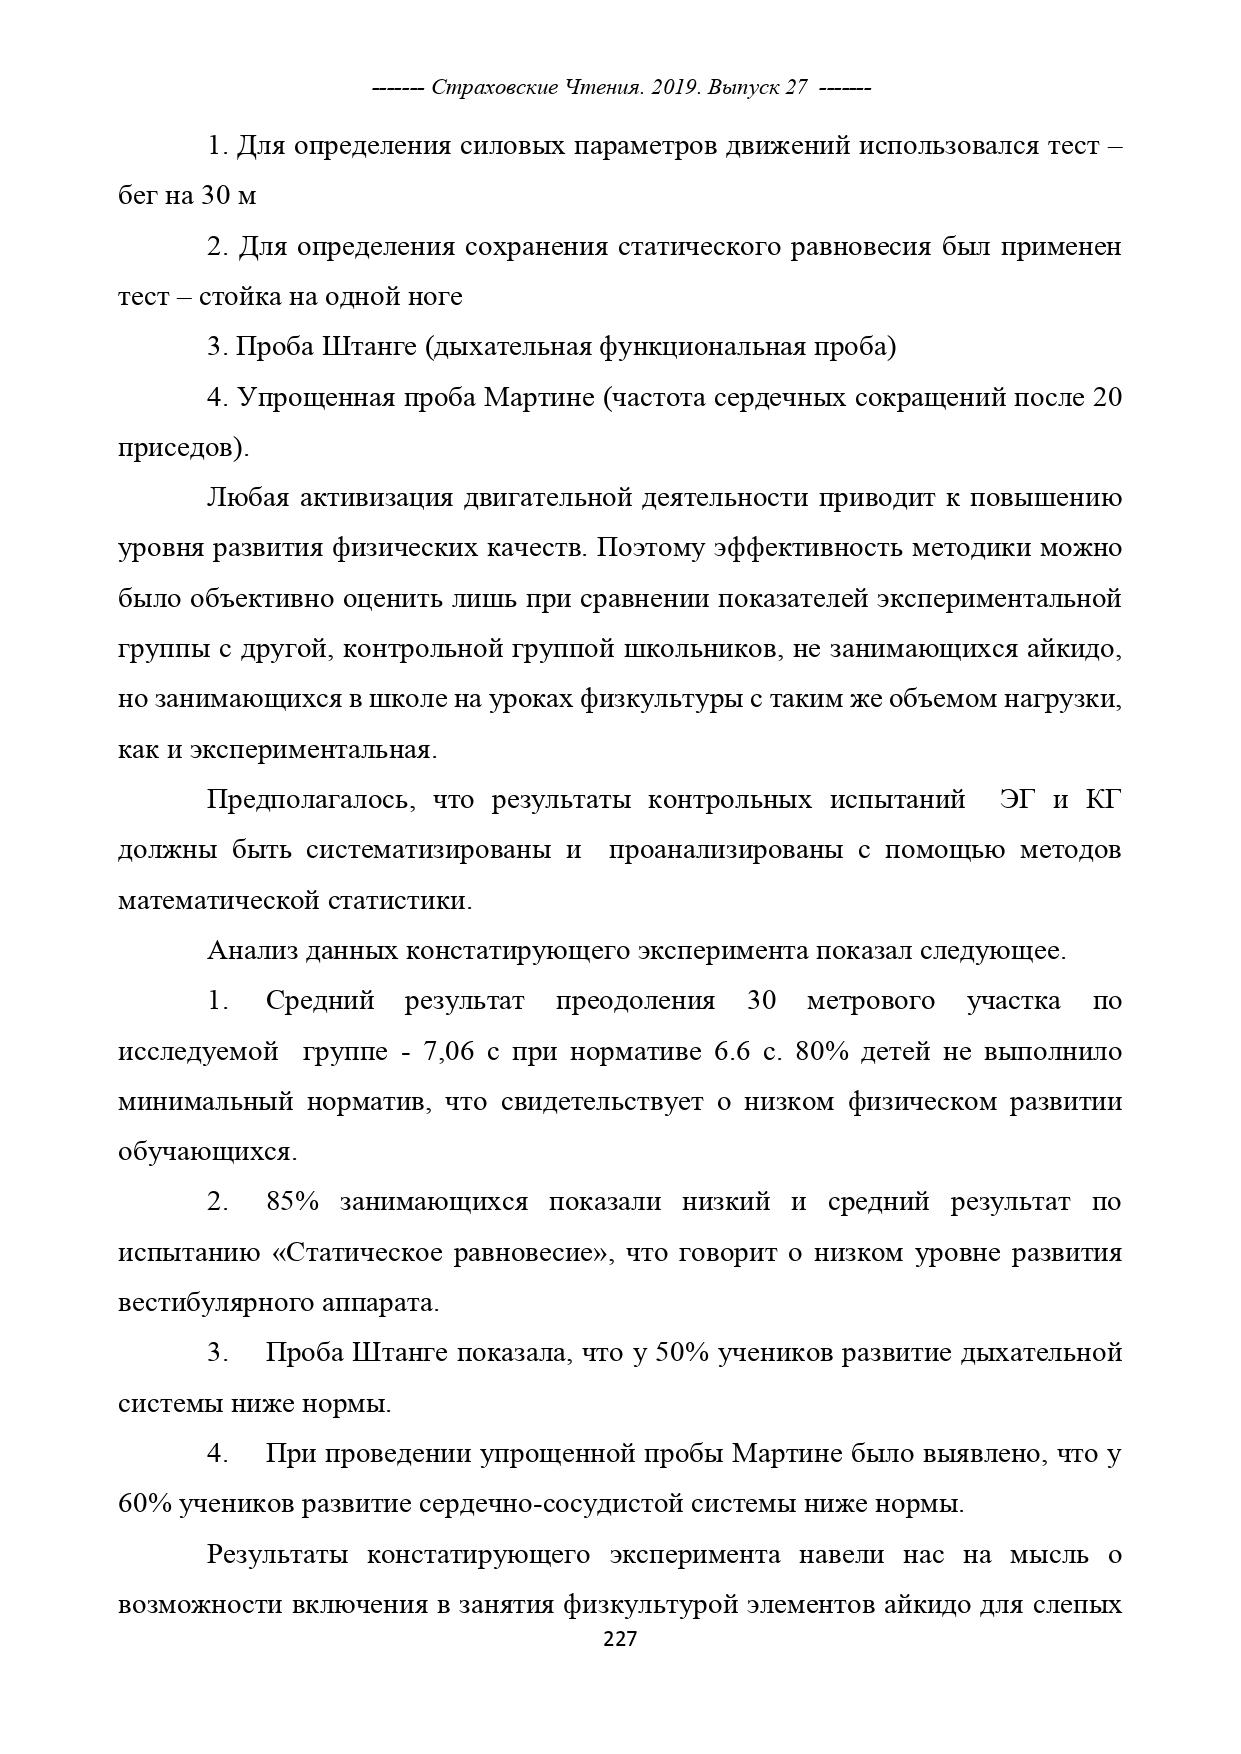 ------- Страховские Чтения. 2019. Выпуск 27 -------
1. Для определения силовых параметров движений использовался тест –
бег на 30 м
2. Для определения сохранения статического равновесия был применен
тест – стойка на одной ноге
3. Проба Штанге (дыхательная функциональная проба)
4. Упрощенная проба Мартине (частота сердечных сокращений после 20
приседов).
Любая активизация двигательной деятельности приводит к повышению
уровня развития физических качеств. Поэтому эффективность методики можно
было объективно оценить лишь при сравнении показателей экспериментальной
группы с другой, контрольной группой школьников, не занимающихся айкидо,
но занимающихся в школе на уроках физкультуры с таким же объемом нагрузки,
как и экспериментальная.
Предполагалось, что результаты контрольных испытаний ЭГ и КГ
должны быть систематизированы и проанализированы с помощью методов
математической статистики.
Анализ данных констатирующего эксперимента показал следующее.
1. Средний результат преодоления 30 метрового участка по
исследуемой группе - 7,06 с при нормативе 6.6 с. 80% детей не выполнило
минимальный норматив, что свидетельствует о низком физическом развитии
обучающихся.
2. 85% занимающихся показали низкий и средний результат по
испытанию «Статическое равновесие», что говорит о низком уровне развития
вестибулярного аппарата.
3. Проба Штанге показала, что у 50% учеников развитие дыхательной
системы ниже нормы.
4. При проведении упрощенной пробы Мартине было выявлено, что у
60% учеников развитие сердечно-сосудистой системы ниже нормы.
Результаты констатирующего эксперимента навели нас на мысль о
возможности включения в занятия физкультурой элементов айкидо для слепых
227